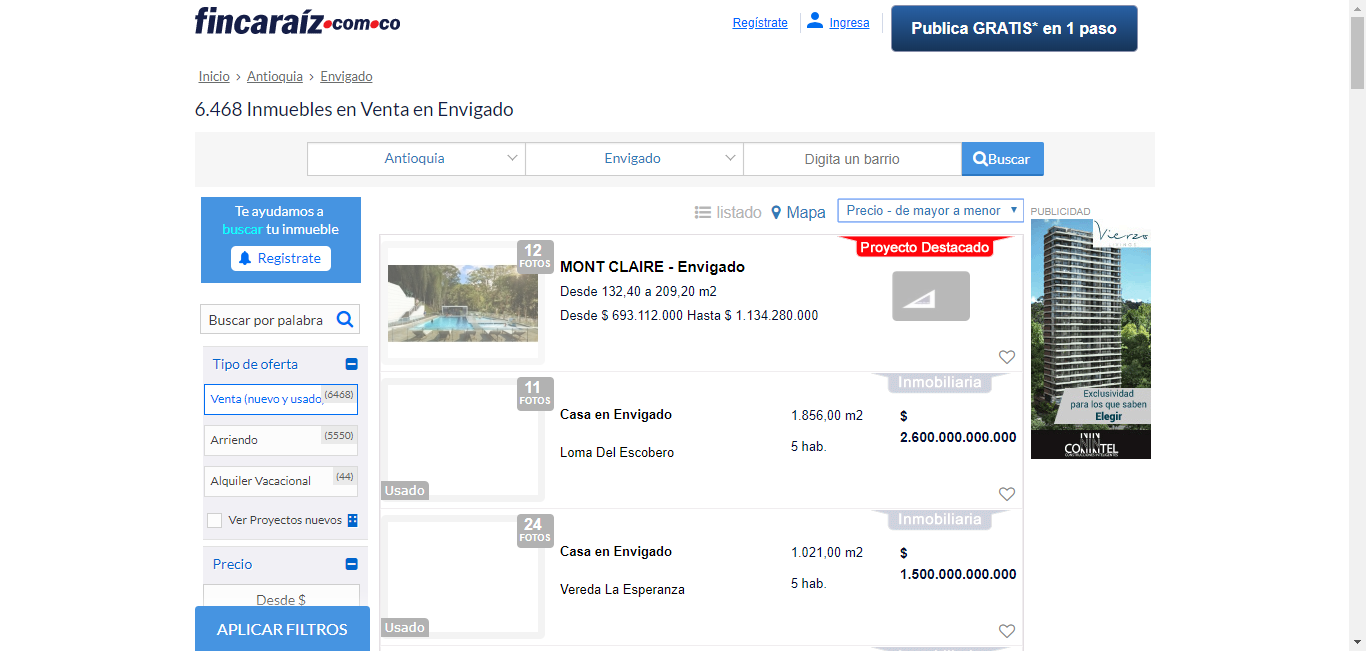 fincaraíz.com.co
Regístrate
Ingresa
Publica GRATIS* en 1 paso
Inicio › Antioquia › Envigado
6.468 Inmuebles en Venta en Envigado
Antioquia
Envigado
Digita un barrio
Buscar
Te ayudamos a
buscar tu inmueble
Registrate
Buscar por palabra
Tipo de oferta
Venta (nuevo y usado)
(6468)
Arriendo
(5550)
Alquiler Vacacional
(44)
Ver Proyectos nuevos
Precio
Desde $
APLICAR FILTROS
listado
Mapa
Precio - de mayor a menor
12
FOTOS
MONT CLAIRE - Envigado
Desde 132,40 a 209,20 m2
Desde $ 693.112.000 Hasta $ 1.134.280.000
Proyecto Destacado
11
FOTOS
Usado
Casa en Envigado
Loma Del Escobero
1.856,00 m2
5 hab.
Inmobiliaria
$
2.600.000.000.000
24
FOTOS
Usado
Casa en Envigado
Vereda La Esperanza
1.021,00 m2
5 hab.
Inmobiliaria
$
1.500.000.000.000
PUBLICIDAD
Vierzo
Exclusividad
para los que saben
Elegir
CONINTEL
CONSTRUCCIONES INTELIGENTES